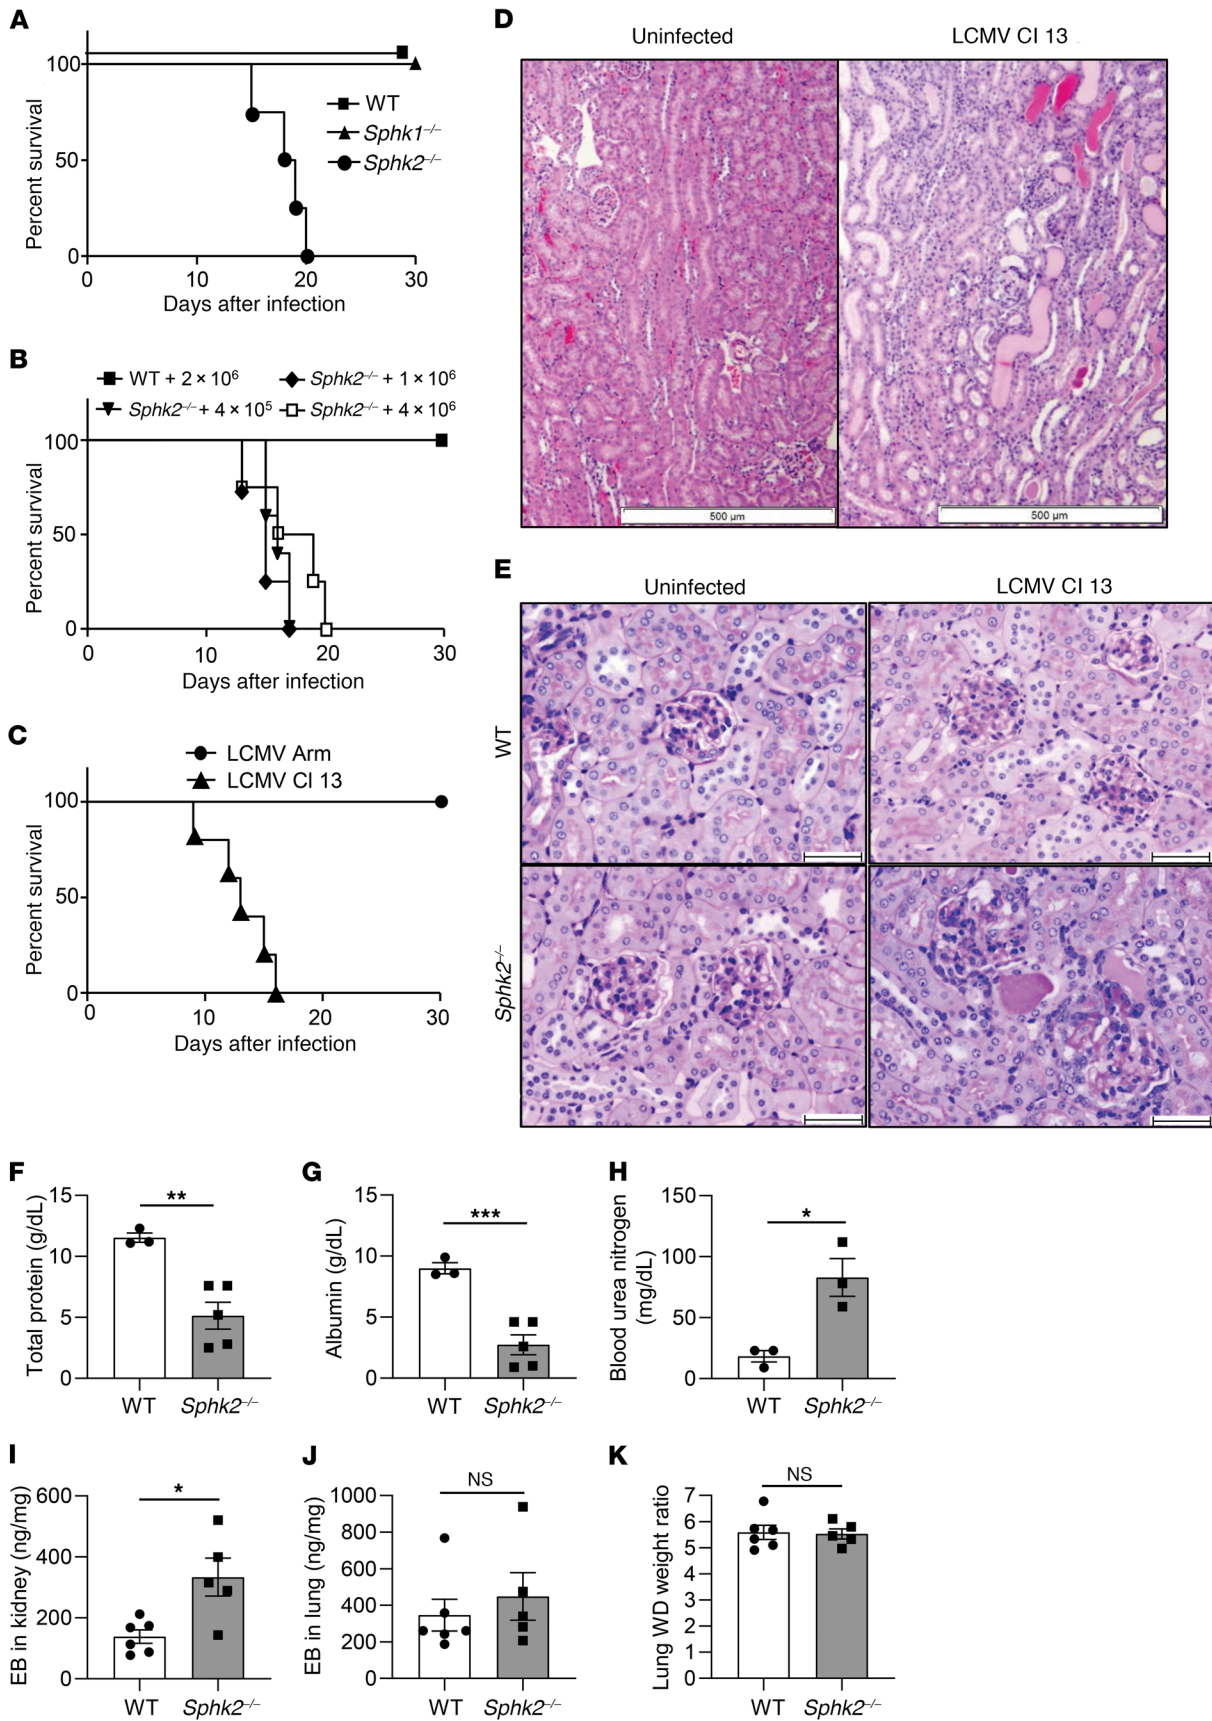 A
100
50
0
0 10 20 30
Percent survival
Days after infection
WT
Sphk1–/–
Sphk2–/–
B
WT + 2 × 10⁶
Sphk2–/– + 1 × 10⁶
Sphk2–/– + 4 × 10⁵
Sphk2–/– + 4 × 10⁶
100
50
0
0 10 20 30
Percent survival
Days after infection
C
LCMV Arm
LCMV Cl 13
100
50
0
0 10 20 30
Percent survival
Days after infection
D
Uninfected
LCMV Cl 13
500 µm
500 µm
E
Uninfected
LCMV Cl 13
WT
Sphk2–/–
F
Total protein (g/dL)
15
10
5
0
**
WT Sphk2–/–
G
Albumin (g/dL)
15
10
5
0
***
WT Sphk2–/–
H
Blood urea nitrogen
(mg/dL)
150
100
50
0
*
WT Sphk2–/–
I
EB in kidney (ng/mg)
600
400
200
0
*
WT Sphk2–/–
J
EB in lung (ng/mg)
1000
800
600
400
200
0
NS
WT Sphk2–/–
K
Lung WD weight ratio
7
6
5
4
3
2
1
0
NS
WT Sphk2–/–